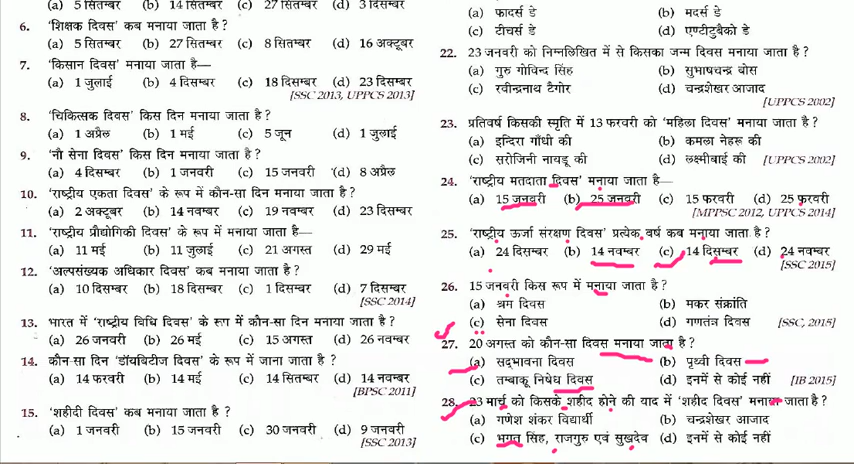 (a) 5 सितम्बर (b) 14 सितम्बर (c) 27 सितम्बर (d) 3 दिसम्बर
6. 'शिक्षक दिवस' कब मनाया जाता है ?
(a) 5 सितम्बर (b) 27 सितम्बर (c) 8 सितम्बर (d) 16 अक्टूबर
7. 'किसान दिवस' मनाया जाता है—
(a) 1 जुलाई (b) 4 दिसम्बर (c) 18 दिसम्बर (d) 23 दिसम्बर
[SSC 2013, UPPCS 2013]
8. 'चिकित्सक दिवस' किस दिन मनाया जाता है ?
(a) 1 अप्रैल (b) 1 मई (c) 5 जून (d) 1 जुलाई
9. 'नौ सेना दिवस' किस दिन मनाया जाता है ?
(a) 4 दिसम्बर (b) 1 जनवरी (c) 15 जनवरी (d) 8 अप्रैल
10. 'राष्ट्रीय एकता दिवस' के रूप में कौन-सा दिन मनाया जाता है ?
(a) 2 अक्टूबर (b) 14 नवम्बर (c) 19 नवम्बर (d) 23 दिसम्बर
11. 'राष्ट्रीय प्रौद्योगिकी दिवस' के रूप में मनाया जाता है—
(a) 11 मई (b) 11 जुलाई (c) 21 अगस्त (d) 29 मई
12. 'अल्पसंख्यक अधिकार दिवस' कब मनाया जाता है ?
(a) 10 दिसम्बर (b) 18 दिसम्बर (c) 1 दिसम्बर (d) 7 दिसम्बर
[SSC 2014]
13. भारत में 'राष्ट्रीय विधि दिवस' के रूप में कौन-सा दिन मनाया जाता है ?
(a) 26 जनवरी (b) 26 मई (c) 15 अगस्त (d) 26 नवम्बर
14. कौन-सा दिन 'डॉयबिटीज दिवस' के रूप में जाना जाता है ?
(a) 14 फरवरी (b) 14 मई (c) 14 सितम्बर (d) 14 नवम्बर
[BPSC 2011]
15. 'शहीदी दिवस' कब मनाया जाता है ?
(a) 1 जनवरी (b) 15 जनवरी (c) 30 जनवरी (d) 9 जनवरी
[SSC 2013]
(a) फादर्स डे (b) मदर्स डे
(c) टीचर्स डे (d) एण्टीटुबैको डे
22. 23 जनवरी को निम्नलिखित में से किसका जन्म दिवस मनाया जाता है ?
(a) गुरु गोविन्द सिंह (b) सुभाषचन्द्र बोस
(c) रवीन्द्रनाथ टैगोर (d) चन्द्रशेखर आजाद
[UPPCS 2002]
23. प्रतिवर्ष किसकी स्मृति में 13 फरवरी को 'महिला दिवस' मनाया जाता है ?
(a) इन्दिरा गाँधी की (b) कमला नेहरू की
(c) सरोजिनी नायडू की (d) लक्ष्मीबाई की [UPPCS 2002]
24. 'राष्ट्रीय मतदाता दिवस' मनाया जाता है—
(a) 15 जनवरी (b) 25 जनवरी (c) 15 फरवरी (d) 25 फरवरी
[MPPSC 2012, UPPCS 2014]
25. 'राष्ट्रीय ऊर्जा संरक्षण दिवस' प्रत्येक वर्ष कब मनाया जाता है ?
(a) 24 दिसम्बर (b) 14 नवम्बर (c) 14 दिसम्बर (d) 24 नवम्बर
[SSC 2015]
26. 15 जनवरी किस रूप में मनाया जाता है ?
(a) श्रम दिवस (b) मकर संक्रांति
(c) सेना दिवस (d) गणतंत्र दिवस [SSC, 2015]
27. 20 अगस्त को कौन-सा दिवस मनाया जाता है ?
(a) सद्भावना दिवस (b) पृथ्वी दिवस
(c) तम्बाकू निषेध दिवस (d) इनमें से कोई नहीं [IB 2015]
28. 23 मार्च को किसके शहीद होने की याद में 'शहीद दिवस' मनाया जाता है ?
(a) गणेश शंकर विद्यार्थी (b) चन्द्रशेखर आजाद
(c) भगत सिंह, राजगुरु एवं सुखदेव (d) इनमें से कोई नहीं